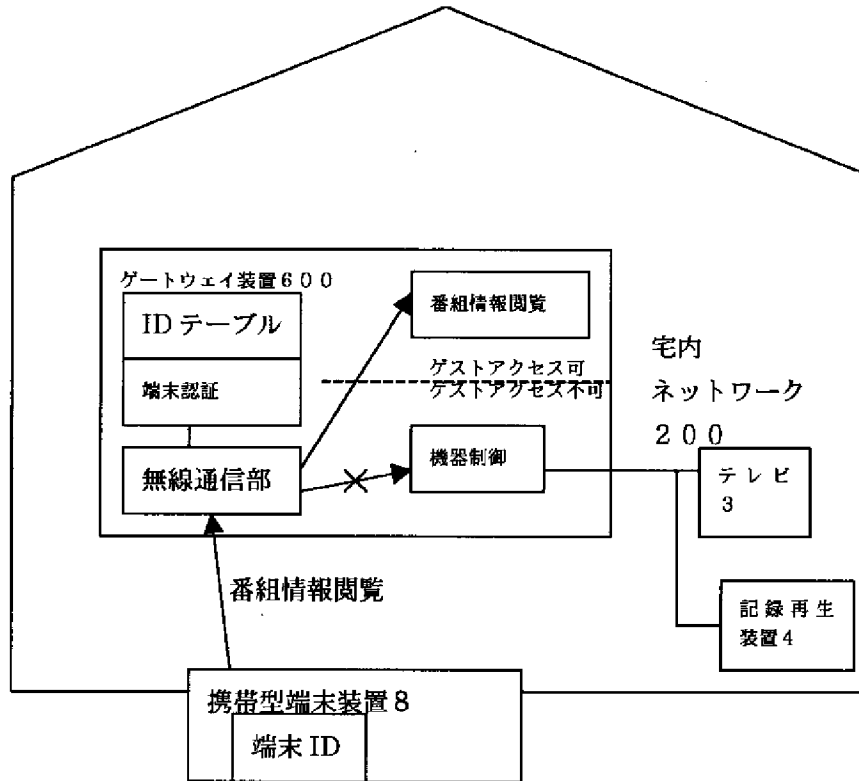 ゲートウェイ装置600
IDテーブル
端末認証
無線通信部
番組情報閲覧
ゲストアクセス可
ゲストアクセス不可
機器制御
宅内
ネットワーク
200
テレビ
3
記録再生
装置4
番組情報閲覧
携帯型端末装置8
端末ID